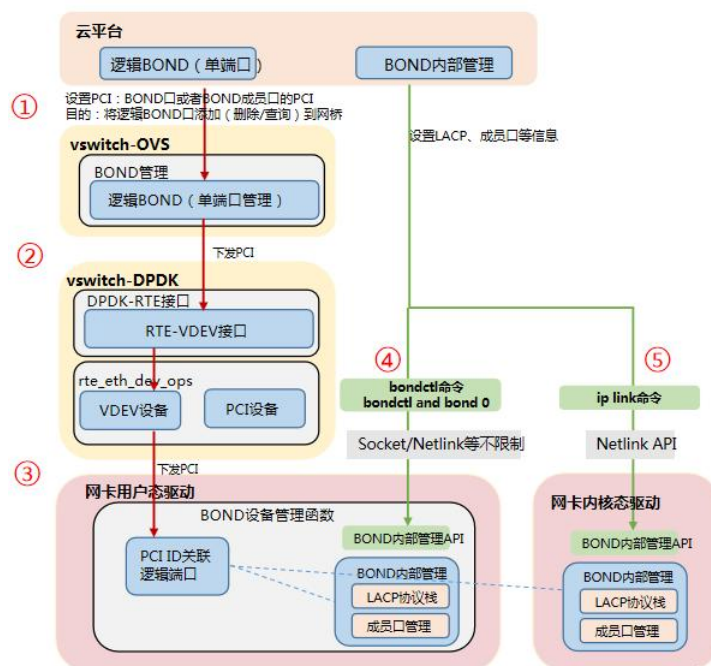 云平台
逻辑BOND（单端口）
BOND内部管理
①
设置PCI：BOND口或者BOND成员口的PCI
目的：将逻辑BOND口添加（删除/查询）到网桥
设置LACP、成员口等信息
vswitch-OVS
BOND管理
逻辑BOND（单端口管理）
②
下发PCI
vswitch-DPDK
DPDK-RTE接口
RTE-VDEV接口
④
⑤
rte_eth_dev_ops
VDEV设备
PCI设备
bondctl命令
bondctl and bond 0
ip link命令
Socket/Netlink等不限制
Netlink API
③
下发PCI
网卡用户态驱动
网卡内核态驱动
BOND设备管理函数
BOND内部管理API
BOND内部管理API
PCI ID关联
逻辑端口
BOND内部管理
LACP协议栈
成员口管理
BOND内部管理
LACP协议栈
成员口管理